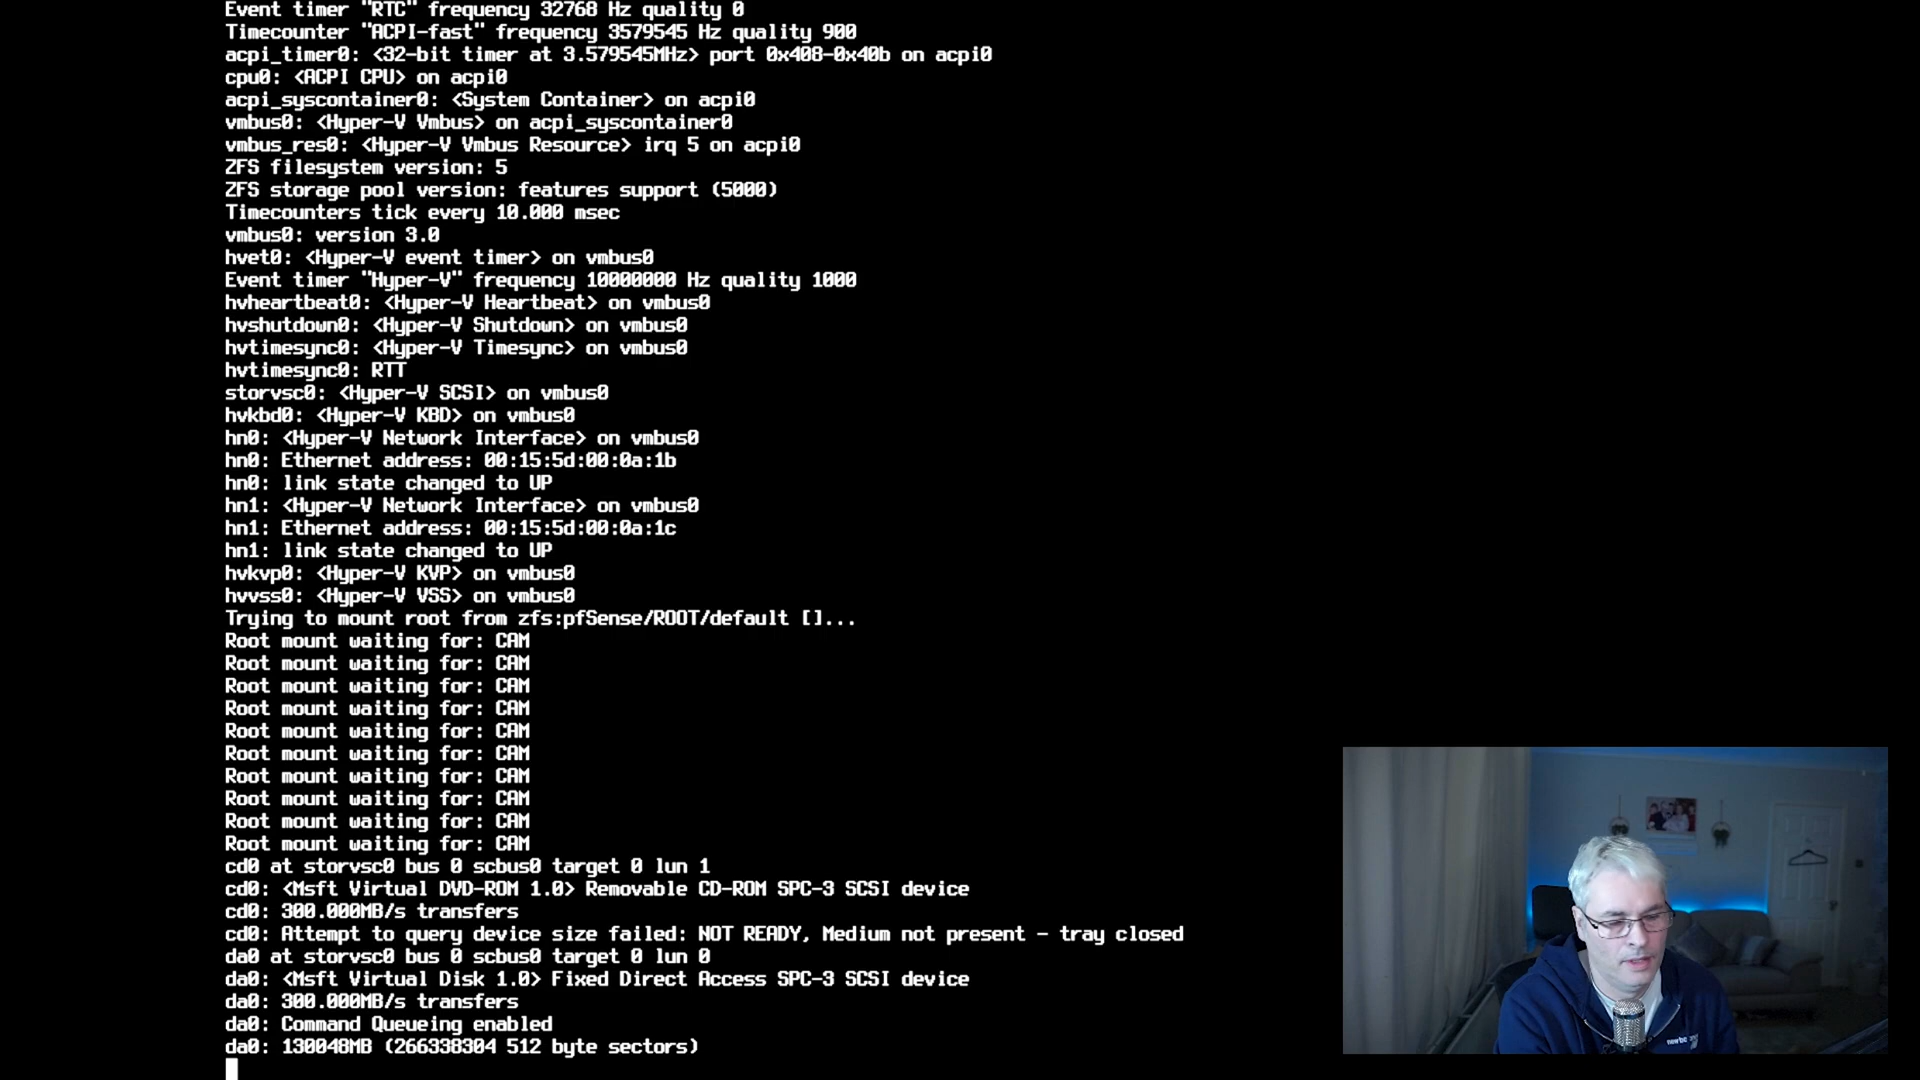 Event timer "RTC" frequency 32768 Hz quality 0
Timecounter "ACPI-fast" frequency 3579545 Hz quality 900
acpi_timer0: <32-bit timer at 3.579545MHz> port 0x408-0x40b on acpi0
cpu0: <ACPI CPU> on acpi0
acpi_syscontainer0: <System Container> on acpi0
vmbus0: <Hyper-V Vmbus> on acpi_syscontainer0
vmbus_res0: <Hyper-V Vmbus Resource> irq 5 on acpi0
ZFS filesystem version: 5
ZFS storage pool version: features support (5000)
Timecounters tick every 10.000 msec
vmbus0: version 3.0
hvet0: <Hyper-V event timer> on vmbus0
Event timer "Hyper-V" frequency 10000000 Hz quality 1000
hvheartbeat0: <Hyper-V Heartbeat> on vmbus0
hvshutdown0: <Hyper-V Shutdown> on vmbus0
hvtimesync0: <Hyper-V Timesync> on vmbus0
hvtimesync0: RTT
storvsc0: <Hyper-V SCSI> on vmbus0
hvkbd0: <Hyper-V KBD> on vmbus0
hn0: <Hyper-V Network Interface> on vmbus0
hn0: Ethernet address: 00:15:5d:00:0a:1b
hn0: link state changed to UP
hn1: <Hyper-V Network Interface> on vmbus0
hn1: Ethernet address: 00:15:5d:00:0a:1c
hn1: link state changed to UP
hvkvp0: <Hyper-V KVP> on vmbus0
hvvss0: <Hyper-V VSS> on vmbus0
Trying to mount root from zfs:pfSense/ROOT/default []...
Root mount waiting for: CAM
Root mount waiting for: CAM
Root mount waiting for: CAM
Root mount waiting for: CAM
Root mount waiting for: CAM
Root mount waiting for: CAM
Root mount waiting for: CAM
Root mount waiting for: CAM
Root mount waiting for: CAM
Root mount waiting for: CAM
cd0 at storvsc0 bus 0 scbus0 target 0 lun 1
cd0: <Msft Virtual DVD-ROM 1.0> Removable CD-ROM SPC-3 SCSI device
cd0: 300.000MB/s transfers
cd0: Attempt to query device size failed: NOT READY, Medium not present - tray closed
da0 at storvsc0 bus 0 scbus0 target 0 lun 0
da0: <Msft Virtual Disk 1.0> Fixed Direct Access SPC-3 SCSI device
da0: 300.000MB/s transfers
da0: Command Queueing enabled
da0: 130048MB (266338304 512 byte sectors)